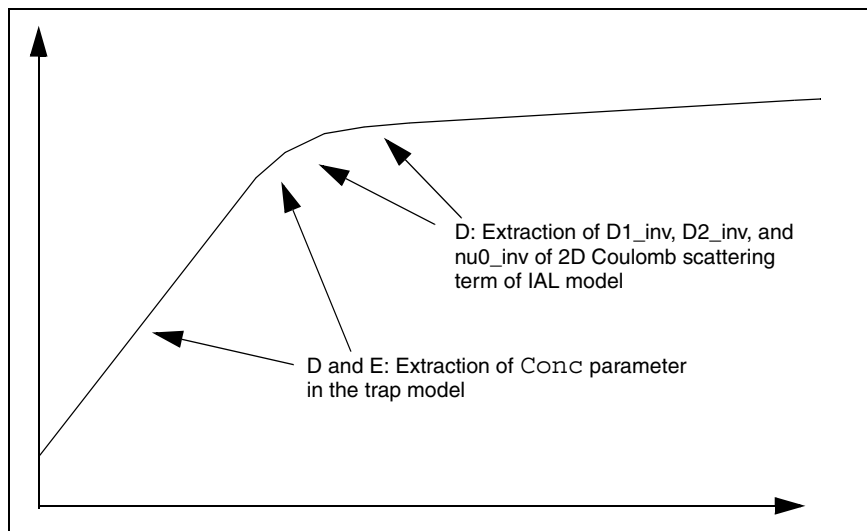 D: Extraction of D1_inv, D2_inv, and
nu0_inv of 2D Coulomb scattering
term of IAL model
D and E: Extraction of Conc parameter
in the trap model